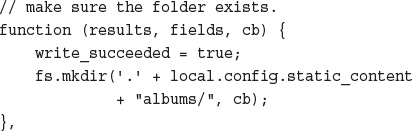 // make sure the folder exists.
function (results, fields, cb) {
    write_succeeded = true;
    fs.mkdir('.' + local.config.static_content
             + "albums/", cb);
},